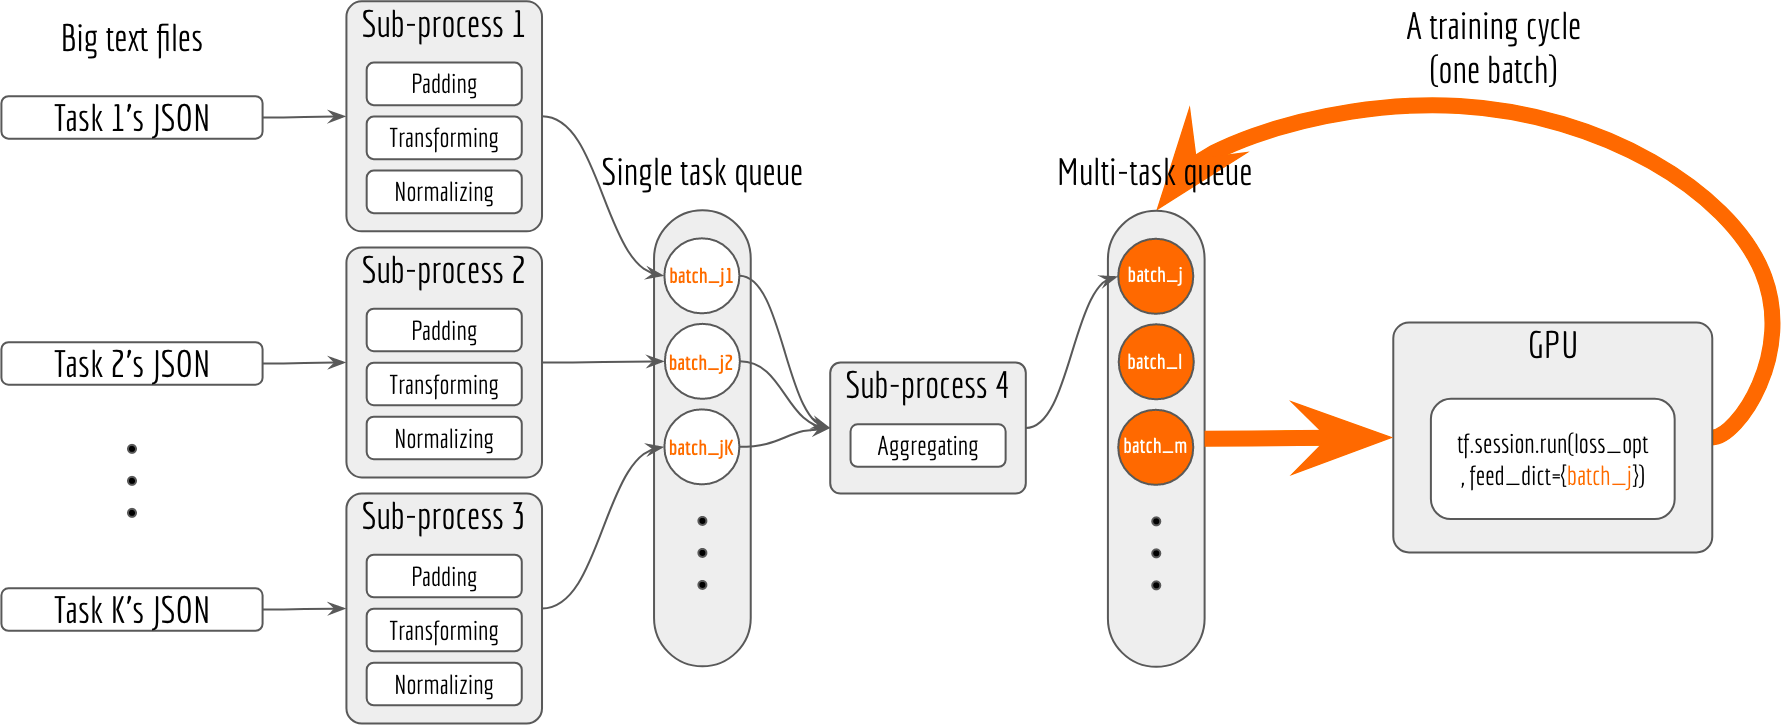 Big text files
Task 1's JSON
Task 2's JSON
Task K's JSON
Sub-process 1
Padding
Transforming
Normalizing
Sub-process 2
Padding
Transforming
Normalizing
Sub-process 3
Padding
Transforming
Normalizing
Single task queue
batch_j1
batch_j2
batch_jK
Sub-process 4
Aggregating
Multi-task queue
batch_j
batch_l
batch_m
A training cycle
(one batch)
GPU
tf.session.run(loss_opt
, feed_dict={batch_j})